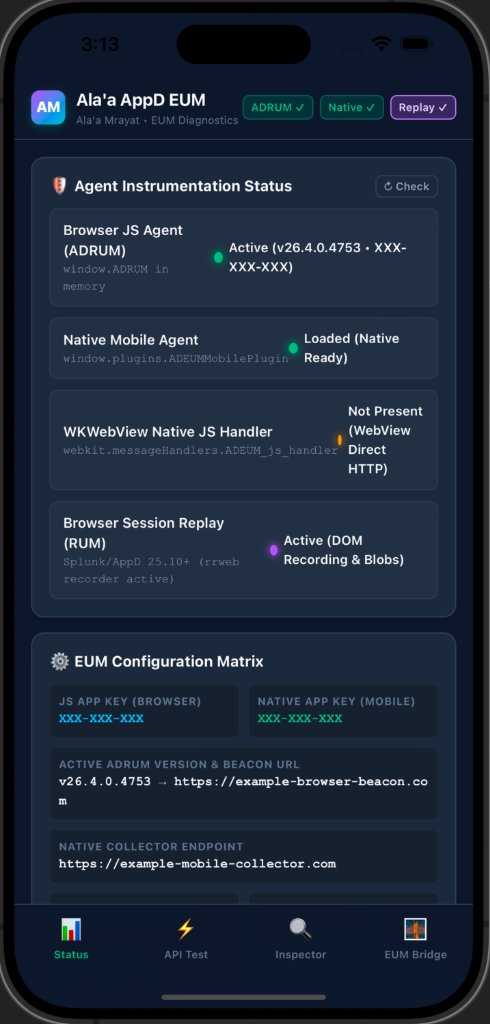 3:13
AM
Ala'a AppD EUM
Ala'a Mrayat • EUM Diagnostics
ADRUM ✓
Native ✓
Replay ✓
Agent Instrumentation Status
↻ Check
Browser JS Agent
(ADRUM)
window.ADRUM in
memory
Active (v26.4.0.4753 • XXX-
XXX-XXX)
Native Mobile Agent
window.plugins.ADEUMMobilePlugin
Loaded (Native
Ready)
WKWebView Native JS Handler
webkit.messageHandlers.ADEUM_js_handler
Not Present
(WebView
Direct
HTTP)
Browser Session Replay
(RUM)
Splunk/AppD 25.10+ (rrweb
recorder active)
Active (DOM
Recording & Blobs)
EUM Configuration Matrix
JS APP KEY (BROWSER)
XXX-XXX-XXX
NATIVE APP KEY (MOBILE)
XXX-XXX-XXX
ACTIVE ADRUM VERSION & BEACON URL
v26.4.0.4753 → https://example-browser-beacon.co
m
NATIVE COLLECTOR ENDPOINT
https://example-mobile-collector.com
Status
API Test
Inspector
EUM Bridge